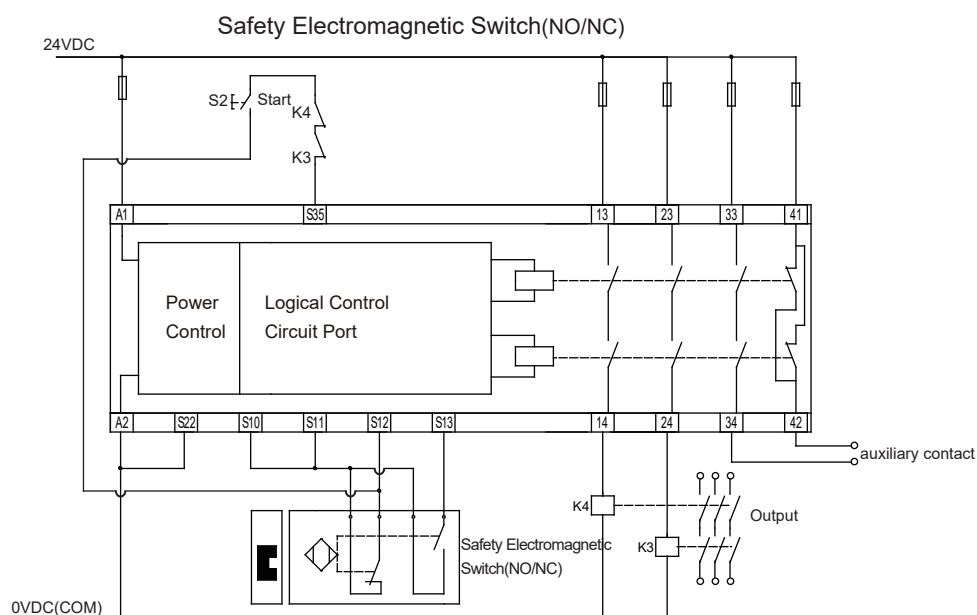 Safety Electromagnetic Switch(NO/NC)
24VDC
S2
Start
K4
K3
A1
S35
13
23
33
41
Power
Control
Logical Control
Circuit Port
A2
S22
S10
S11
S12
S13
14
24
34
42
auxiliary contact
K4
Output
K3
Safety Electromagnetic
Switch(NO/NC)
0VDC(COM)